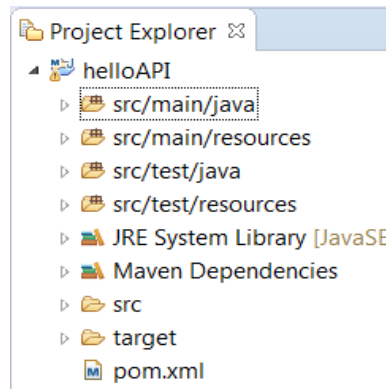 Project Explorer
helloAPI
src/main/java
src/main/resources
src/test/java
src/test/resources
JRE System Library [JavaSE
Maven Dependencies
src
target
pom.xml